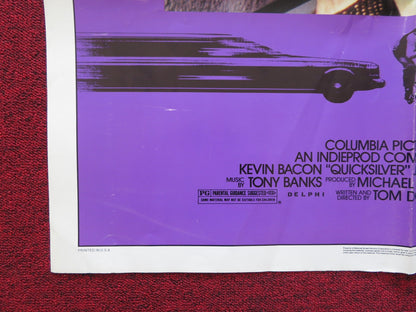 COLUMBIA PICT
AN INDIEPROD COM
KEVIN BACON "QUICKSILVER"
MUSIC BY TONY BANKS PRODUCED BY MICHAEL
PG PARENTAL GUIDANCE SUGGESTED
SOME MATERIAL MAY NOT BE SUITABLE FOR CHILDREN
DELPHI
WRITTEN AND DIRECTED BY TOM D
PRINTED IN U.S.A.